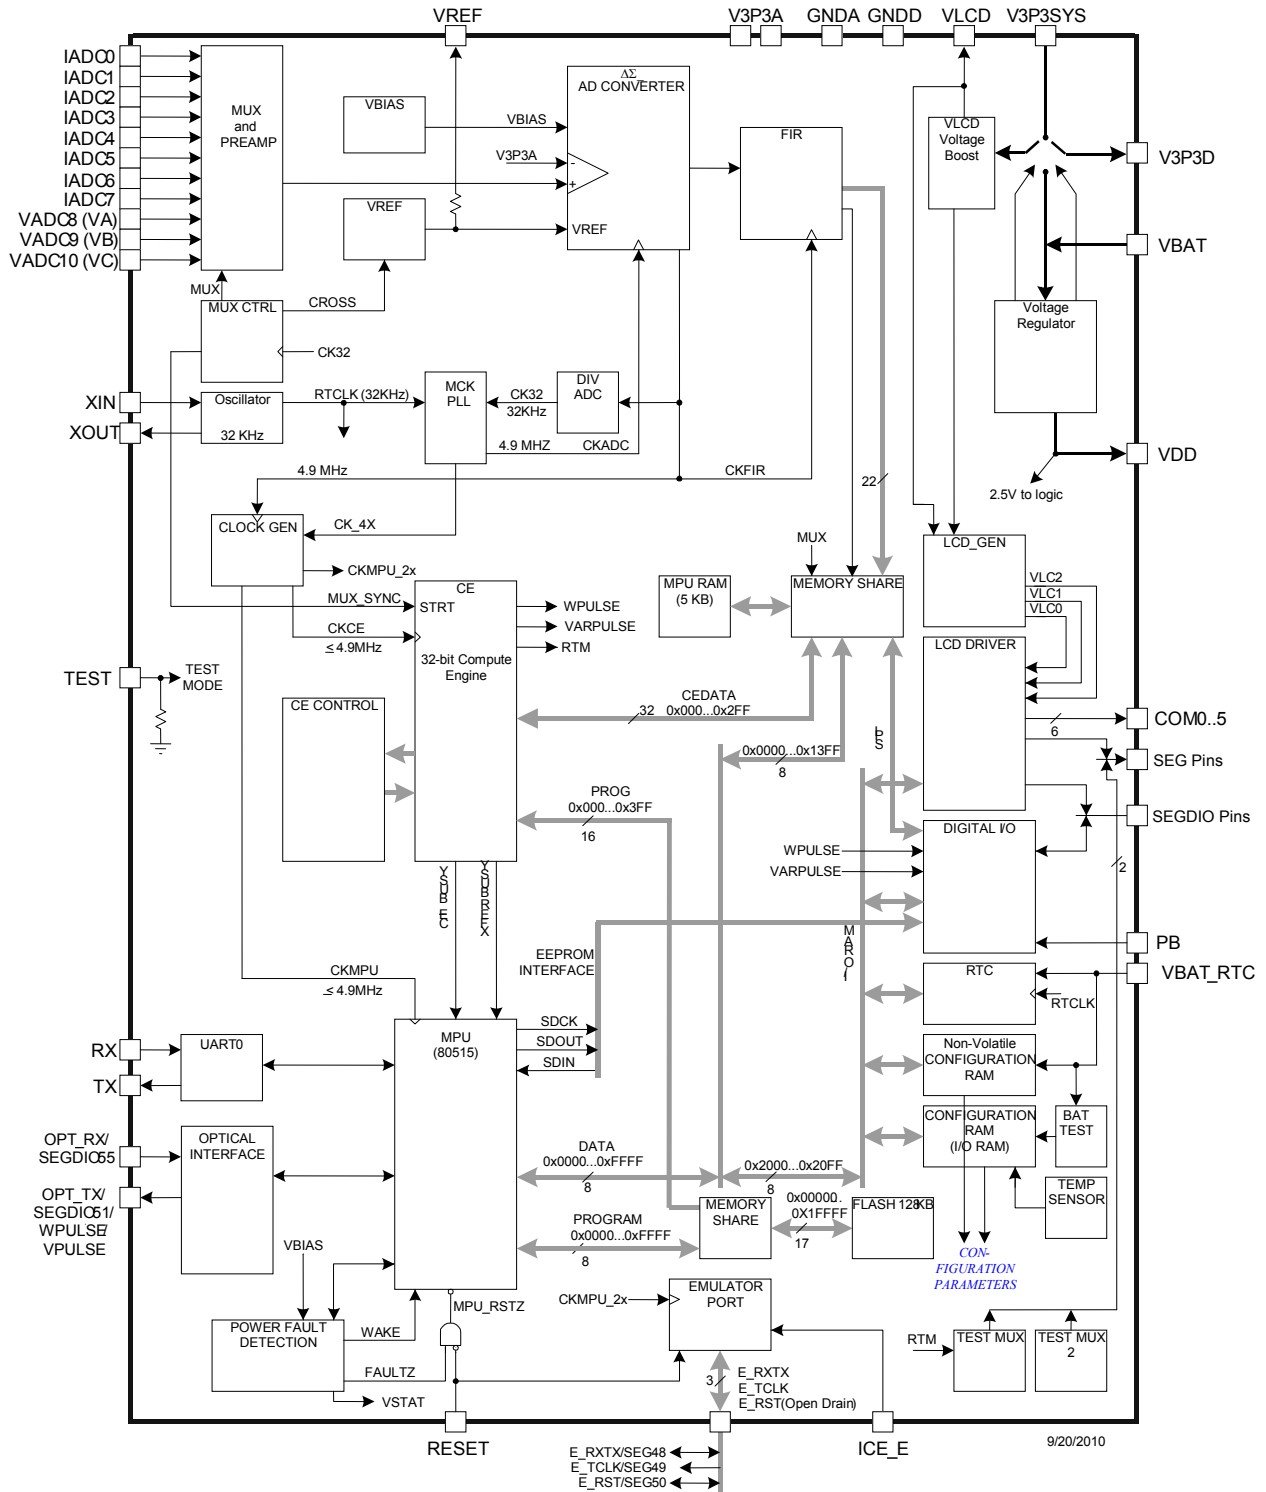 VREF
V3P3A
GNDA
GNDD
VLCD
V3P3SYS
IADC0
IADC1
IADC2
IADC3
IADC4
IADC5
IADC6
IADC7
VADC8 (VA)
VADC9 (VB)
VADC10 (VC)
MUX
and
PREAMP
VBIAS
VBIAS
ΔΣ
AD CONVERTER
V3P3A
-
+
VREF
VREF
FIR
VLCD
Voltage
Boost
V3P3D
VBAT
Voltage
Regulator
VDD
2.5V to logic
MUX
MUX CTRL
CROSS
CK32
XIN
XOUT
Oscillator
32 KHz
RTCLK (32KHz)
MCK
PLL
CK32
32KHz
DIV
ADC
4.9 MHZ
CKADC
4.9 MHz
CKFIR
22
CLOCK GEN
CK_4X
CKMPU_2x
MUX_SYNC
CKCE
≤ 4.9MHz
CE
STRT
32-bit Compute
Engine
WPULSE
VARPULSE
RTM
MUX
MPU RAM
(5 KB)
MEMORY SHARE
LCD_GEN
VLC2
VLC1
VLC0
LCD DRIVER
TEST
TEST
MODE
CE CONTROL
CEDATA
32
0x000...0x2FF
0x0000...0x13FF
8
PROG
0x000...0x3FF
16
6
COM0..5
SEG Pins
SEGDIO Pins
2
DIGITAL I/O
WPULSE
VARPULSE
PB
VBAT_RTC
EEPROM
INTERFACE
CKMPU
≤ 4.9MHz
RTC
RTCLK
MPU
(80515)
SDCK
SDOUT
SDIN
RX
TX
UART0
Non-Volatile
CONFIGURATION
RAM
CONFIGURATION
RAM
(I/O RAM)
BAT
TEST
TEMP
SENSOR
OPT_RX/
SEGDIO55
OPT_TX/
SEGDIO51/
WPULSE/
VPULSE
OPTICAL
INTERFACE
DATA
0x0000...0xFFFF
8
0x2000...0x20FF
8
MEMORY
SHARE
0x00000..
0X1FFFF
17
FLASH 128KB
PROGRAM
0x0000...0xFFFF
8
CON-
FIGURATION
PARAMETERS
VBIAS
POWER FAULT
DETECTION
WAKE
FAULTZ
VSTAT
MPU_RSTZ
CKMPU_2x
EMULATOR
PORT
3
E_RXTX
E_TCLK
E_RST(Open Drain)
RTM
TEST MUX
TEST MUX
2
RESET
ICE_E
9/20/2010
E_RXTX/SEG48
E_TCLK/SEG49
E_RST/SEG50